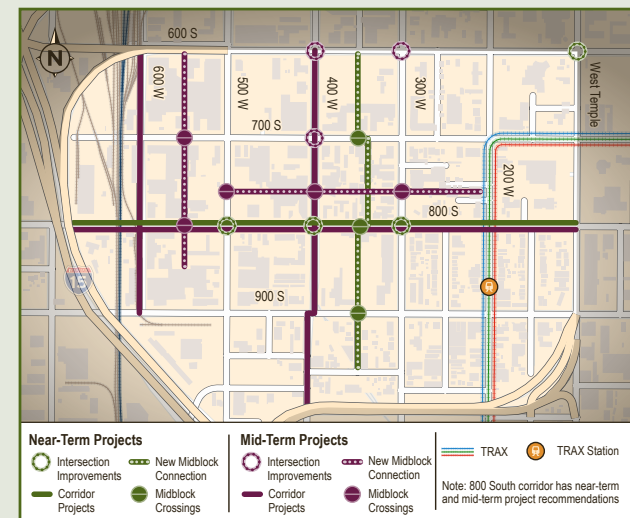 600 S
N
600 W
500 W
400 W
300 W
West Temple
700 S
200 W
800 S
15
900 S
Near-Term Projects
Intersection
Improvements
New Midblock
Connection
Corridor
Projects
Midblock
Crossings
Mid-Term Projects
Intersection
Improvements
New Midblock
Connection
Corridor
Projects
Midblock
Crossings
TRAX
TRAX Station
Note: 800 South corridor has near-term
and mid-term project recommendations